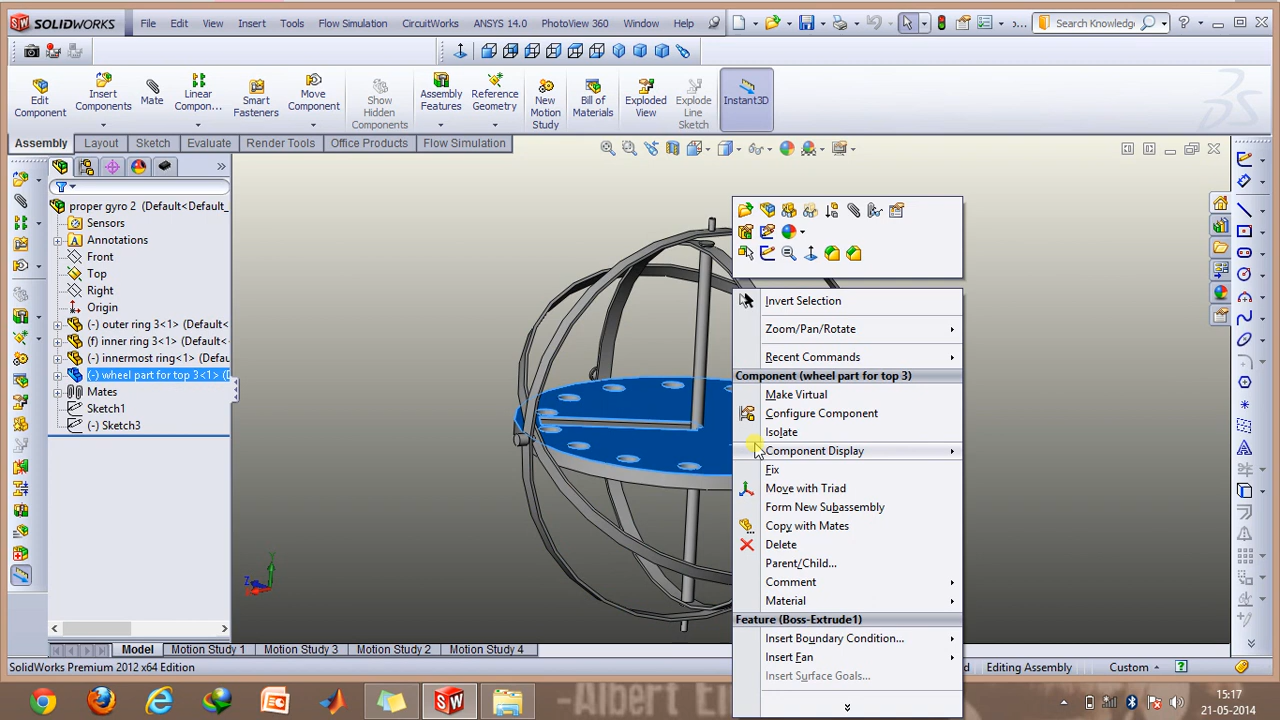 SOLIDWORKS File Edit View Insert Tools Flow Simulation CircuitWorks ANSYS 14.0 PhotoView 360 Window Help Search Knowledge
Edit Component
Insert Components
Mate
Linear Compon...
Smart Fasteners
Move Component
Show Hidden Components
Assembly Features
Reference Geometry
New Motion Study
Bill of Materials
Exploded View
Explode Line Sketch
Instant3D
Assembly Layout Sketch Evaluate Render Tools Office Products Flow Simulation
proper gyro 2 (Default<Default_
Sensors
Annotations
Front
Top
Right
Origin
(-) outer ring 3<1> (Default<
(f) inner ring 3<1> (Default<
(-) innermost ring<1> (Defau
(-) wheel part for top 3<1> (D
Mates
Sketch1
(-) Sketch3
Invert Selection
Zoom/Pan/Rotate
Recent Commands
Component (wheel part for top 3)
Make Virtual
Configure Component
Isolate
Component Display
Fix
Move with Triad
Form New Subassembly
Copy with Mates
Delete
Parent/Child...
Comment
Material
Feature (Boss-Extrude1)
Insert Boundary Condition...
Insert Fan
Insert Surface Goals...
Y
Z
Model Motion Study 1 Motion Study 3 Motion Study 2 Motion Study 4
SolidWorks Premium 2012 x64 Edition
Editing Assembly Custom
-Albert
15:17
21-05-2014